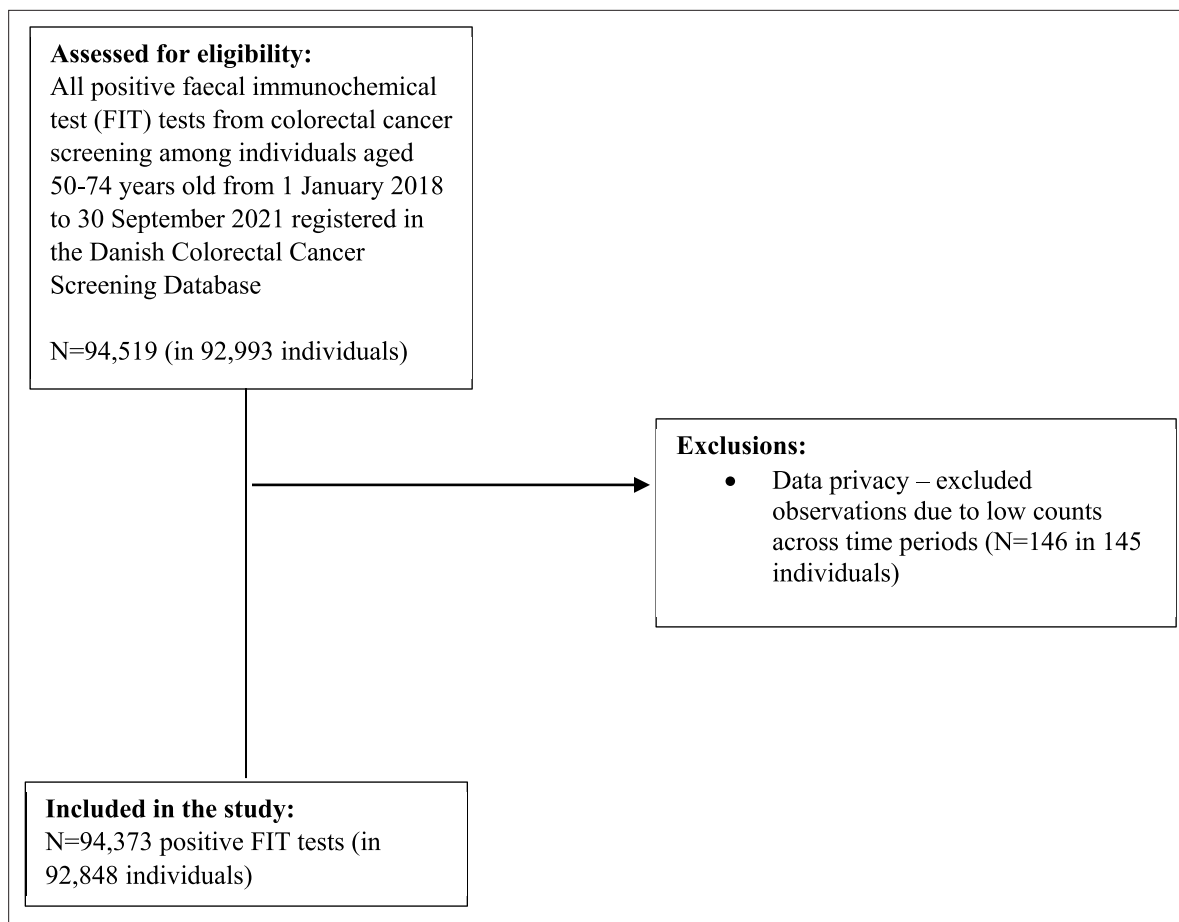 Assessed for eligibility:
All positive faecal immunochemical
test (FIT) tests from colorectal cancer
screening among individuals aged
50-74 years old from 1 January 2018
to 30 September 2021 registered in
the Danish Colorectal Cancer
Screening Database
N=94,519 (in 92,993 individuals)
Exclusions:
• Data privacy – excluded
observations due to low counts
across time periods (N=146 in 145
individuals)
Included in the study:
N=94,373 positive FIT tests (in
92,848 individuals)